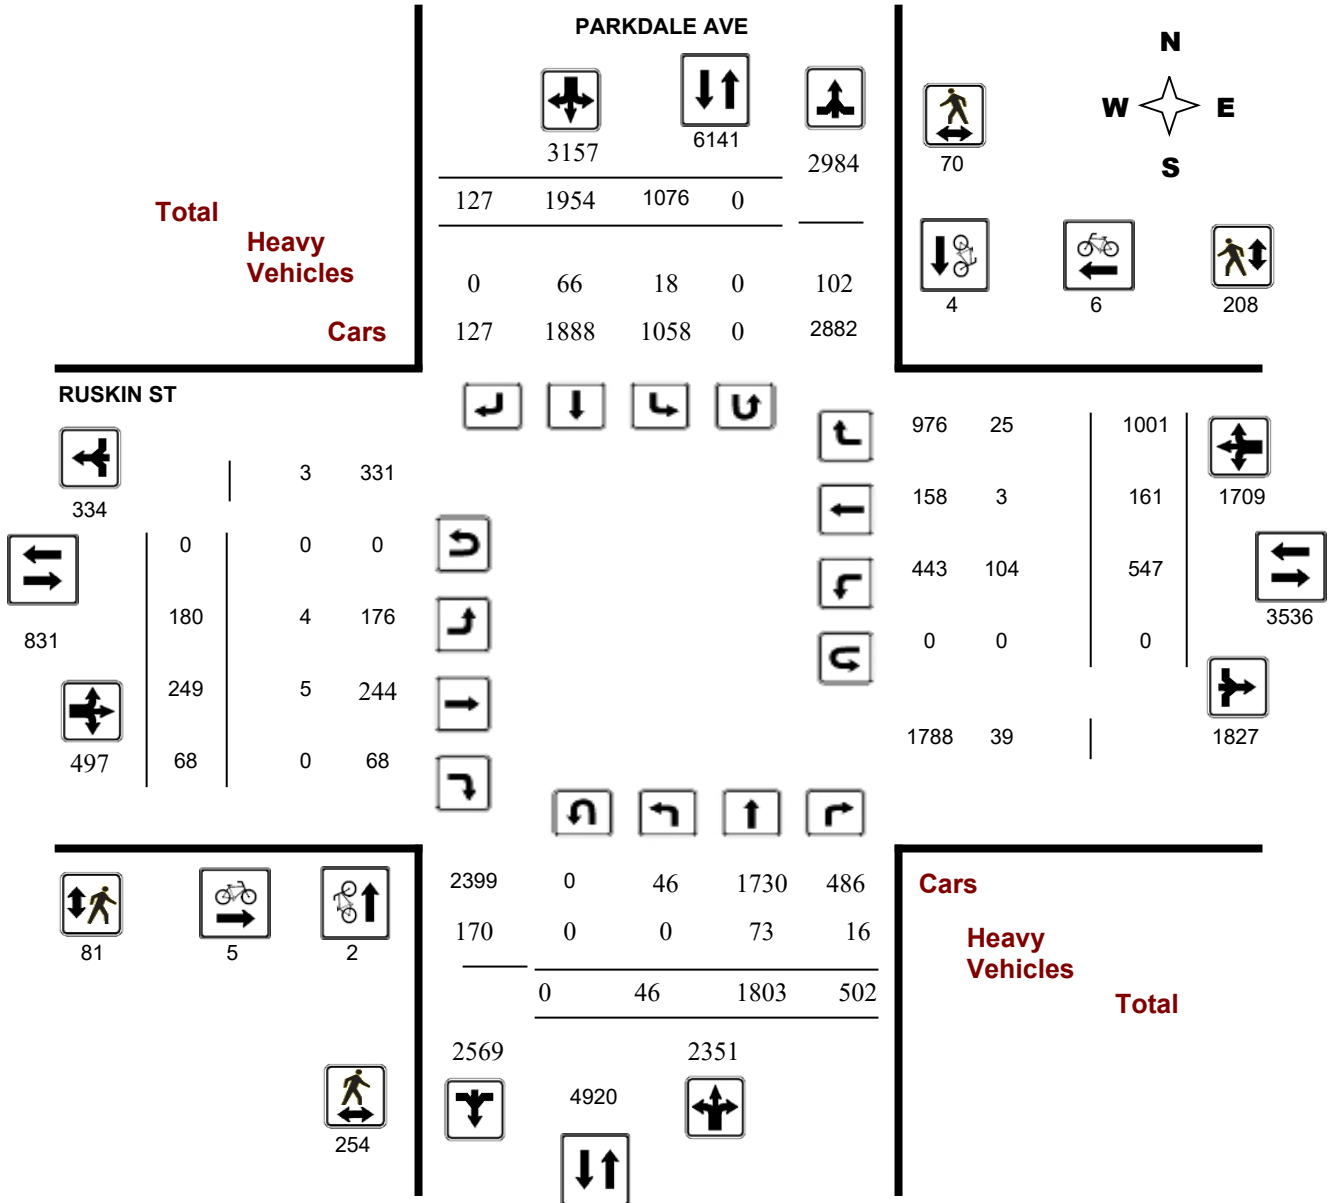 PARKDALE AVE
N
W E
S
3157 6141 2984 70
127 1954 1076 0
Total
Heavy
Vehicles
0 66 18 0 102
4 6 208
Cars 127 1888 1058 0 2882
RUSKIN ST
976 25 1001
3 331
334
158 3 161 1709
0 0 0
443 104 547
180 4 176
3536
831
0 0 0
249 5 244
1788 39 1827
497 68 0 68
2399 0 46 1730 486 Cars
170 0 0 73 16 Heavy
Vehicles
81 5 2
0 46 1803 502 Total
2569 2351
4920
254